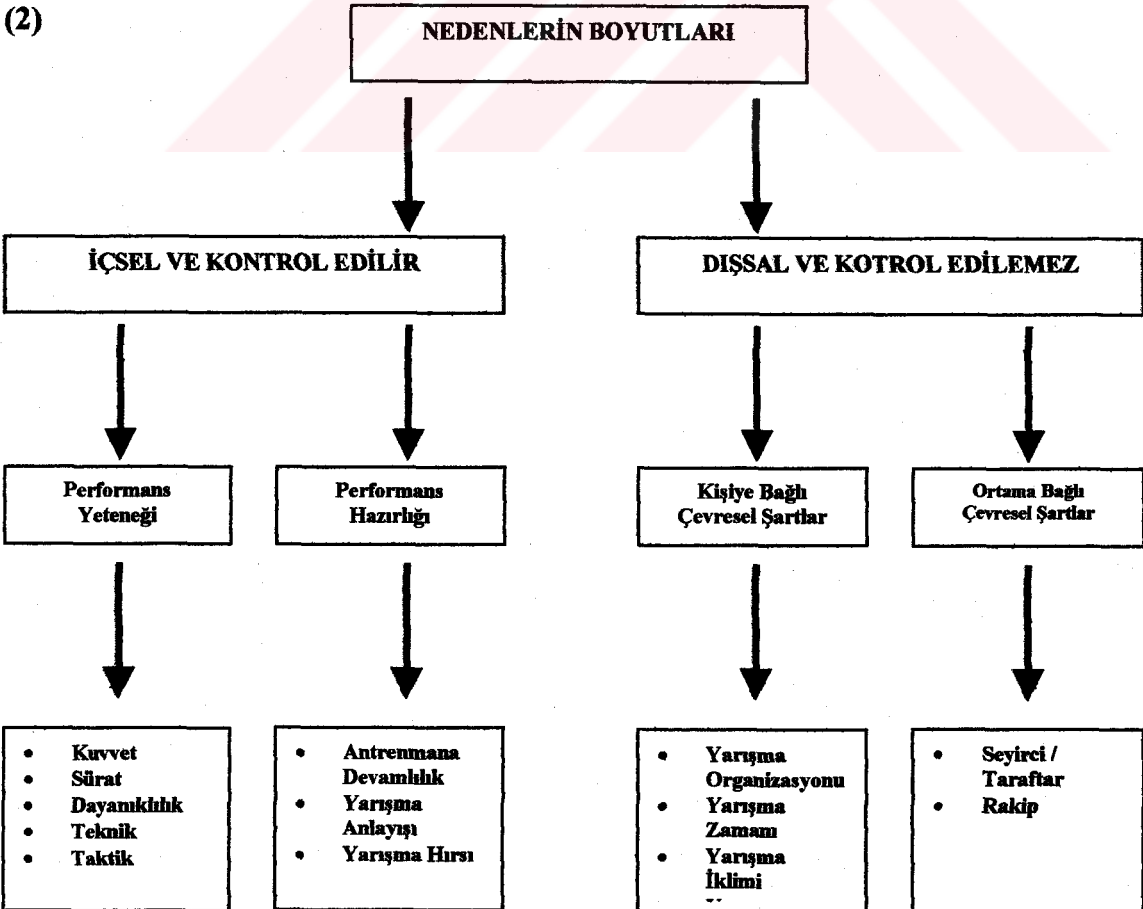 (2)
NEDENLERİN BOYUTLARI
İÇSEL VE KONTROL EDİLİR
DIŞSAL VE KOTROL EDİLEMEZ
Performans
Yeteneği
Performans
Hazırlığı
Kişiye Bağlı
Çevresel Şartlar
Ortama Bağlı
Çevresel Şartlar
• Kuvvet
• Sürat
• Dayanıklılık
• Teknik
• Taktik
• Antrenmana
Devamlılık
• Yarışma
Anlayışı
• Yarışma Hırsı
• Yarışma
Organizasyonu
• Yarışma
Zamanı
• Yarışma
İklimi
• Seyirci /
Taraftar
• Rakip